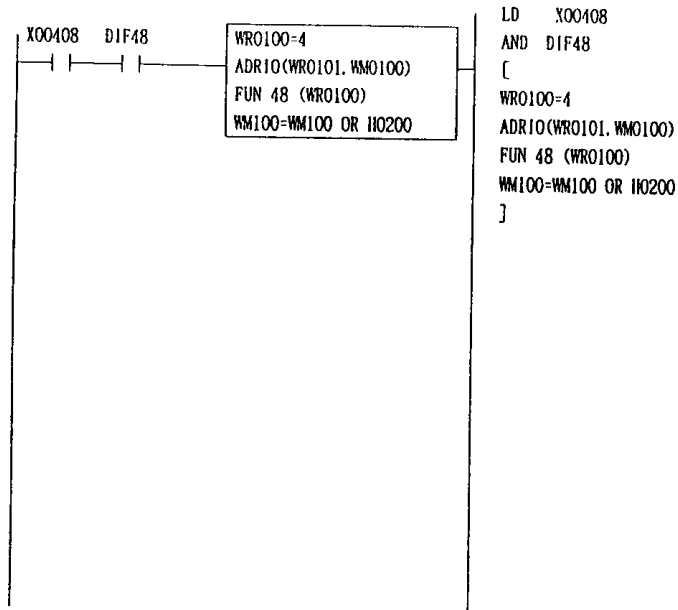 X00408 DIF48
WR0100=4
ADRIO(WR0101.WM0100)
FUN 48 (WR0100)
WM100=WM100 OR H0200
LD X00408
AND DIF48
[
WR0100=4
ADRIO(WR0101.WM0100)
FUN 48 (WR0100)
WM100=WM100 OR H0200
]